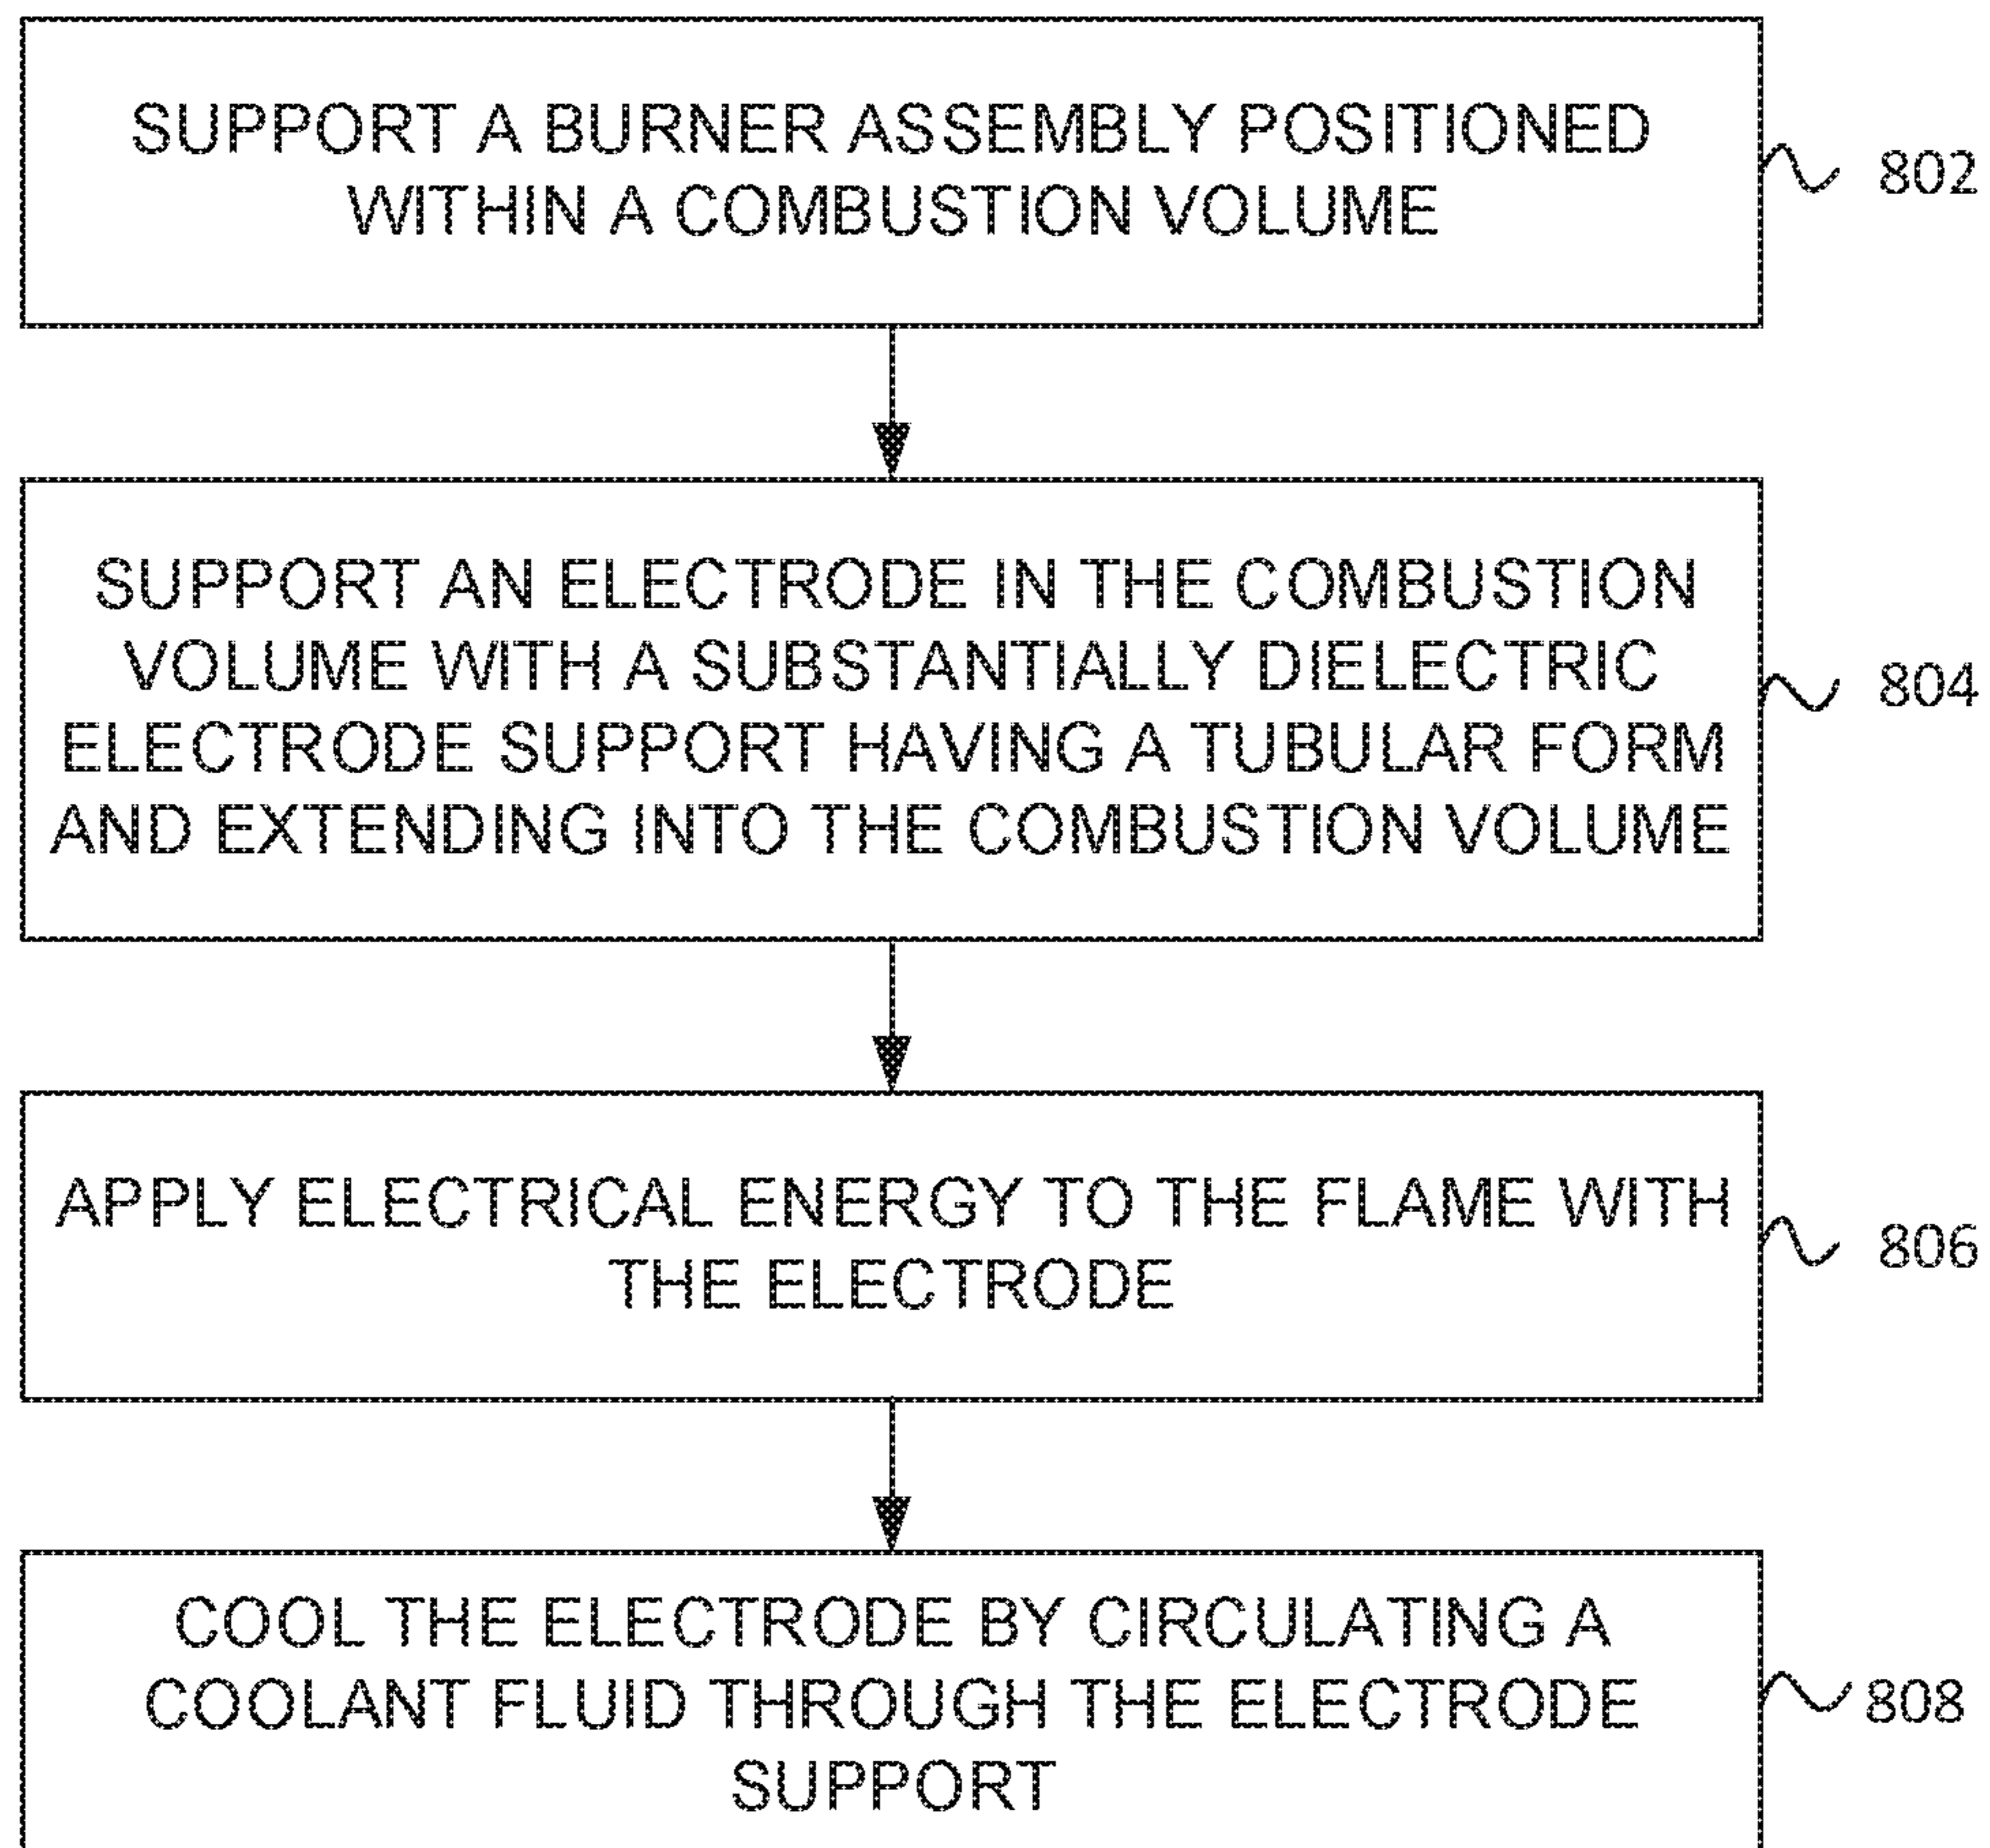 SUPPORT A BURNER ASSEMBLY POSITIONED
WITHIN A COMBUSTION VOLUME
802
SUPPORT AN ELECTRODE IN THE COMBUSTION
VOLUME WITH A SUBSTANTIALLY DIELECTRIC
ELECTRODE SUPPORT HAVING A TUBULAR FORM
AND EXTENDING INTO THE COMBUSTION VOLUME
804
APPLY ELECTRICAL ENERGY TO THE FLAME WITH
THE ELECTRODE
806
COOL THE ELECTRODE BY CIRCULATING A
COOLANT FLUID THROUGH THE ELECTRODE
SUPPORT
808